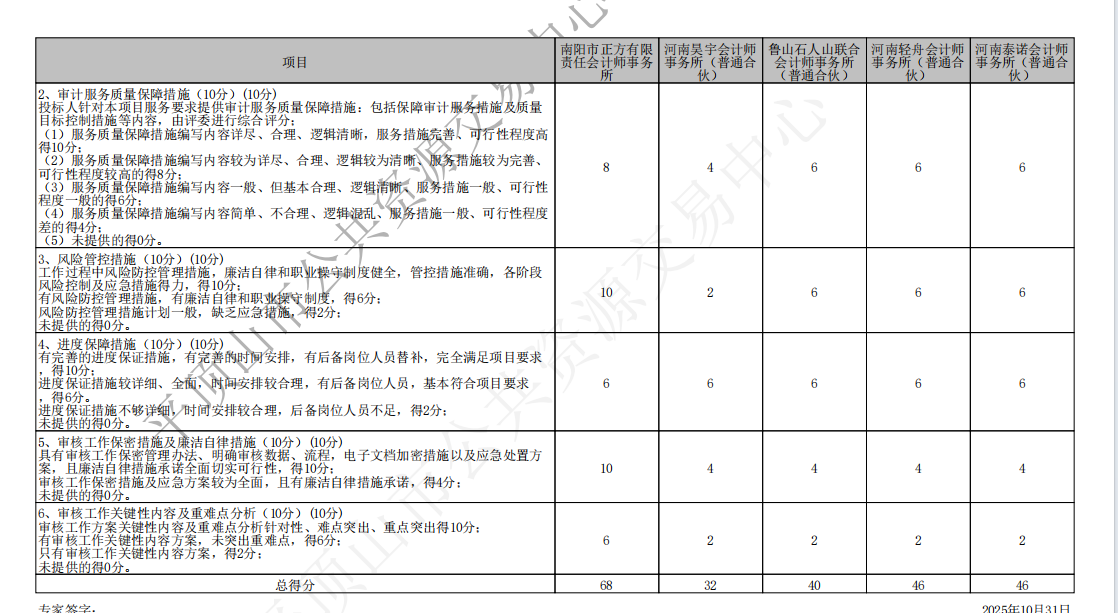 项目
南阳市正方有限
责任会计师事务
所
河南昊宇会计师
事务所（普通合
伙）
鲁山石人山联合
会计师事务所
（普通合伙）
河南轻舟会计师
事务所（普通合
伙）
河南泰诺会计师
事务所（普通合
伙）
2、审计服务质量保障措施（10分）(10分)
投标人针对本项目服务要求提供审计服务质量保障措施：包括保障审计服务措施及质量
目标控制措施等内容，由评委进行综合评分；
（1）服务质量保障措施编写内容详尽、合理、逻辑清晰，服务措施完善、可行性程度高
得10分；
（2）服务质量保障措施编写内容较为详尽、合理、逻辑较为清晰、服务措施较为完善、
可行性程度较高的得8分；
（3）服务质量保障措施编写内容一般、但基本合理、逻辑清晰、服务措施一般、可行性
程度一般的得6分；
（4）服务质量保障措施编写内容简单、不合理、逻辑混乱、服务措施一般、可行性程度
差的得4分；
（5）未提供的得0分。
8
4
6
6
6
3、风险管控措施（10分）(10分)
工作过程中风险防控管理措施，廉洁自律和职业操守制度健全，管控措施准确，各阶段
风险控制及应急措施得力，得10分；
有风险防控管理措施，有廉洁自律和职业操守制度，得6分；
风险防控管理措施计划一般，缺乏应急措施，得2分；
未提供的得0分。
10
2
6
6
6
4、进度保障措施（10分）(10分)
有完善的进度保证措施，有完善的时间安排，有后备岗位人员替补，完全满足项目要求
，得10分；
进度保证措施较详细、全面，时间安排较合理，有后备岗位人员，基本符合项目要求
，得6分。
进度保证措施不够详细，时间安排较合理，后备岗位人员不足，得2分；
未提供的得0分。
6
6
6
6
6
5、审核工作保密措施及廉洁自律措施（10分）(10分)
具有审核工作保密管理办法、明确审核数据、流程，电子文档加密措施以及应急处置方
案，且廉洁自律措施承诺全面切实可行性，得10分；
审核工作保密措施及应急方案较为全面，且有廉洁自律措施承诺，得4分；
未提供的得0分。
10
4
4
4
4
6、审核工作关键性内容及重难点分析（10分）(10分)
审核工作方案关键性内容及重难点分析针对性、难点突出、重点突出得10分；
有审核工作关键性内容方案，未突出重难点，得6分；
只有审核工作关键性内容方案，得2分；
未提供的得0分。
6
2
2
2
2
总得分
68
32
40
46
46
专家签字：
2025年10月31日
平顶山市公共资源交易中心
平顶山市公共资源交易中心